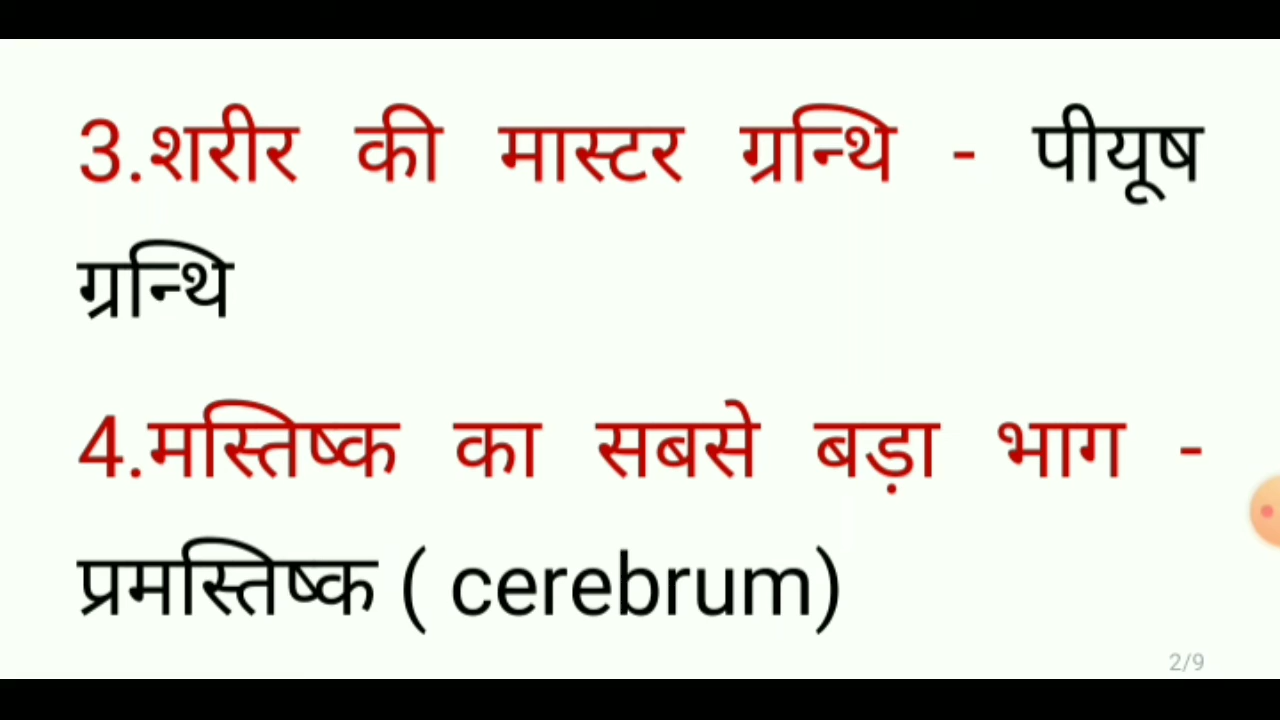 3.शरीर की मास्टर ग्रन्थि - पीयूष
ग्रन्थि
4.मस्तिष्क का सबसे बड़ा भाग -
प्रमस्तिष्क ( cerebrum)
2/9